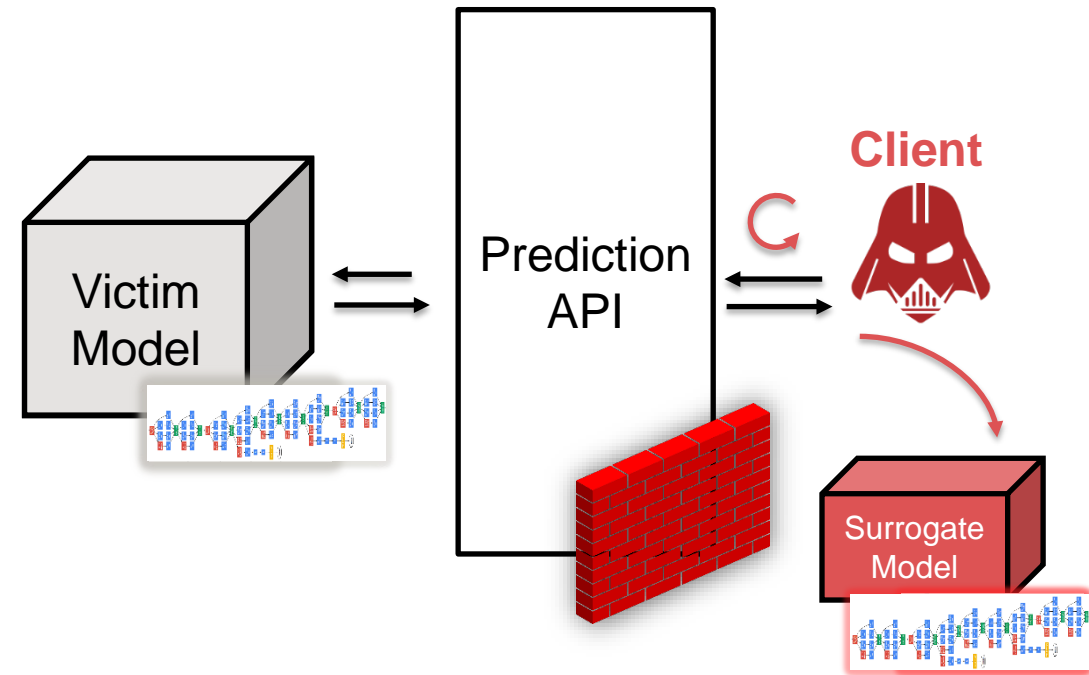 Client
Victim
Model
Prediction
API
Surrogate
Model